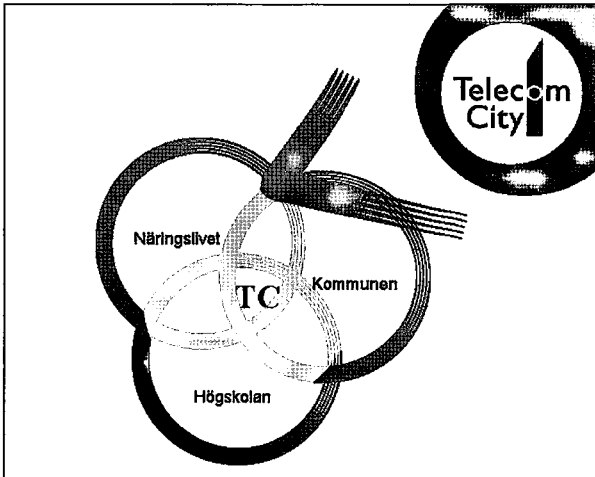 Telecom
City
Näringslivet
Kommunen
TC
Högskolan